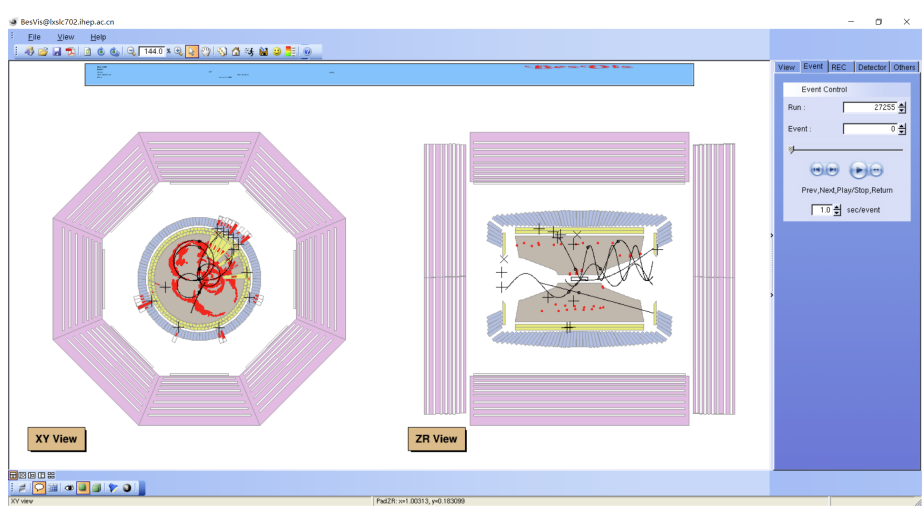 BesVis@lxslc702.ihep.ac.cn
File View Help
144.0 %
View Event REC Detector Others
Event Control
Run : 27255
Event : 0
Prev,Next,Play/Stop,Return
1.0 sec/event
XY View
ZR View
XY view
PadZR: x=1.00313, y=0.183099